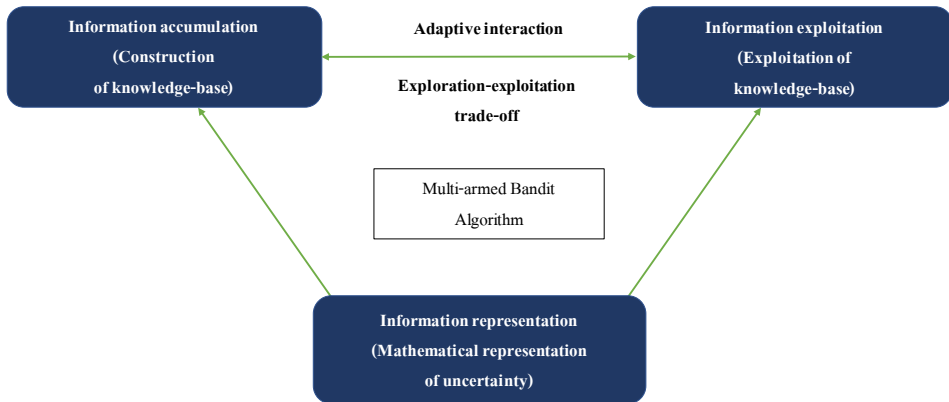 Information accumulation
(Construction
of knowledge-base)
Adaptive interaction
Exploration-exploitation
trade-off
Information exploitation
(Exploitation of
knowledge-base)
Multi-armed Bandit
Algorithm
Information representation
(Mathematical representation
of uncertainty)